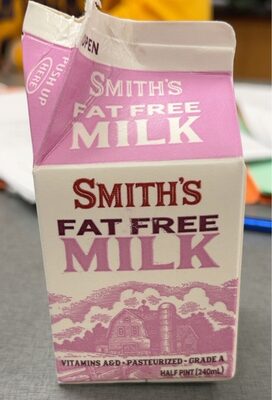 OPEN
PUSH UP
HERE
SMITH'S
FAT FREE
MILK
SMITH'S
FAT FREE
MILK
VITAMINS A&D • PASTEURIZED • GRADE A
HALF PINT (240mL)